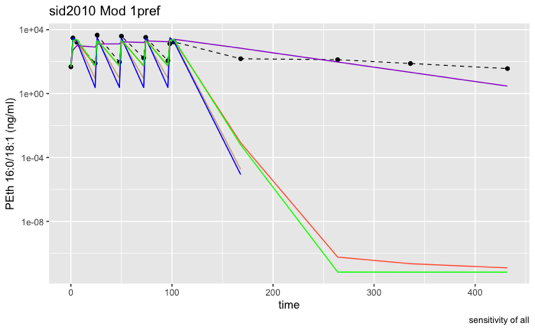 sid2010 Mod 1pref
PEth 16:0/18:1 (ng/ml)
1e+04
1e+00
1e-04
1e-08
0
100
200
300
400
time
sensitivity of all